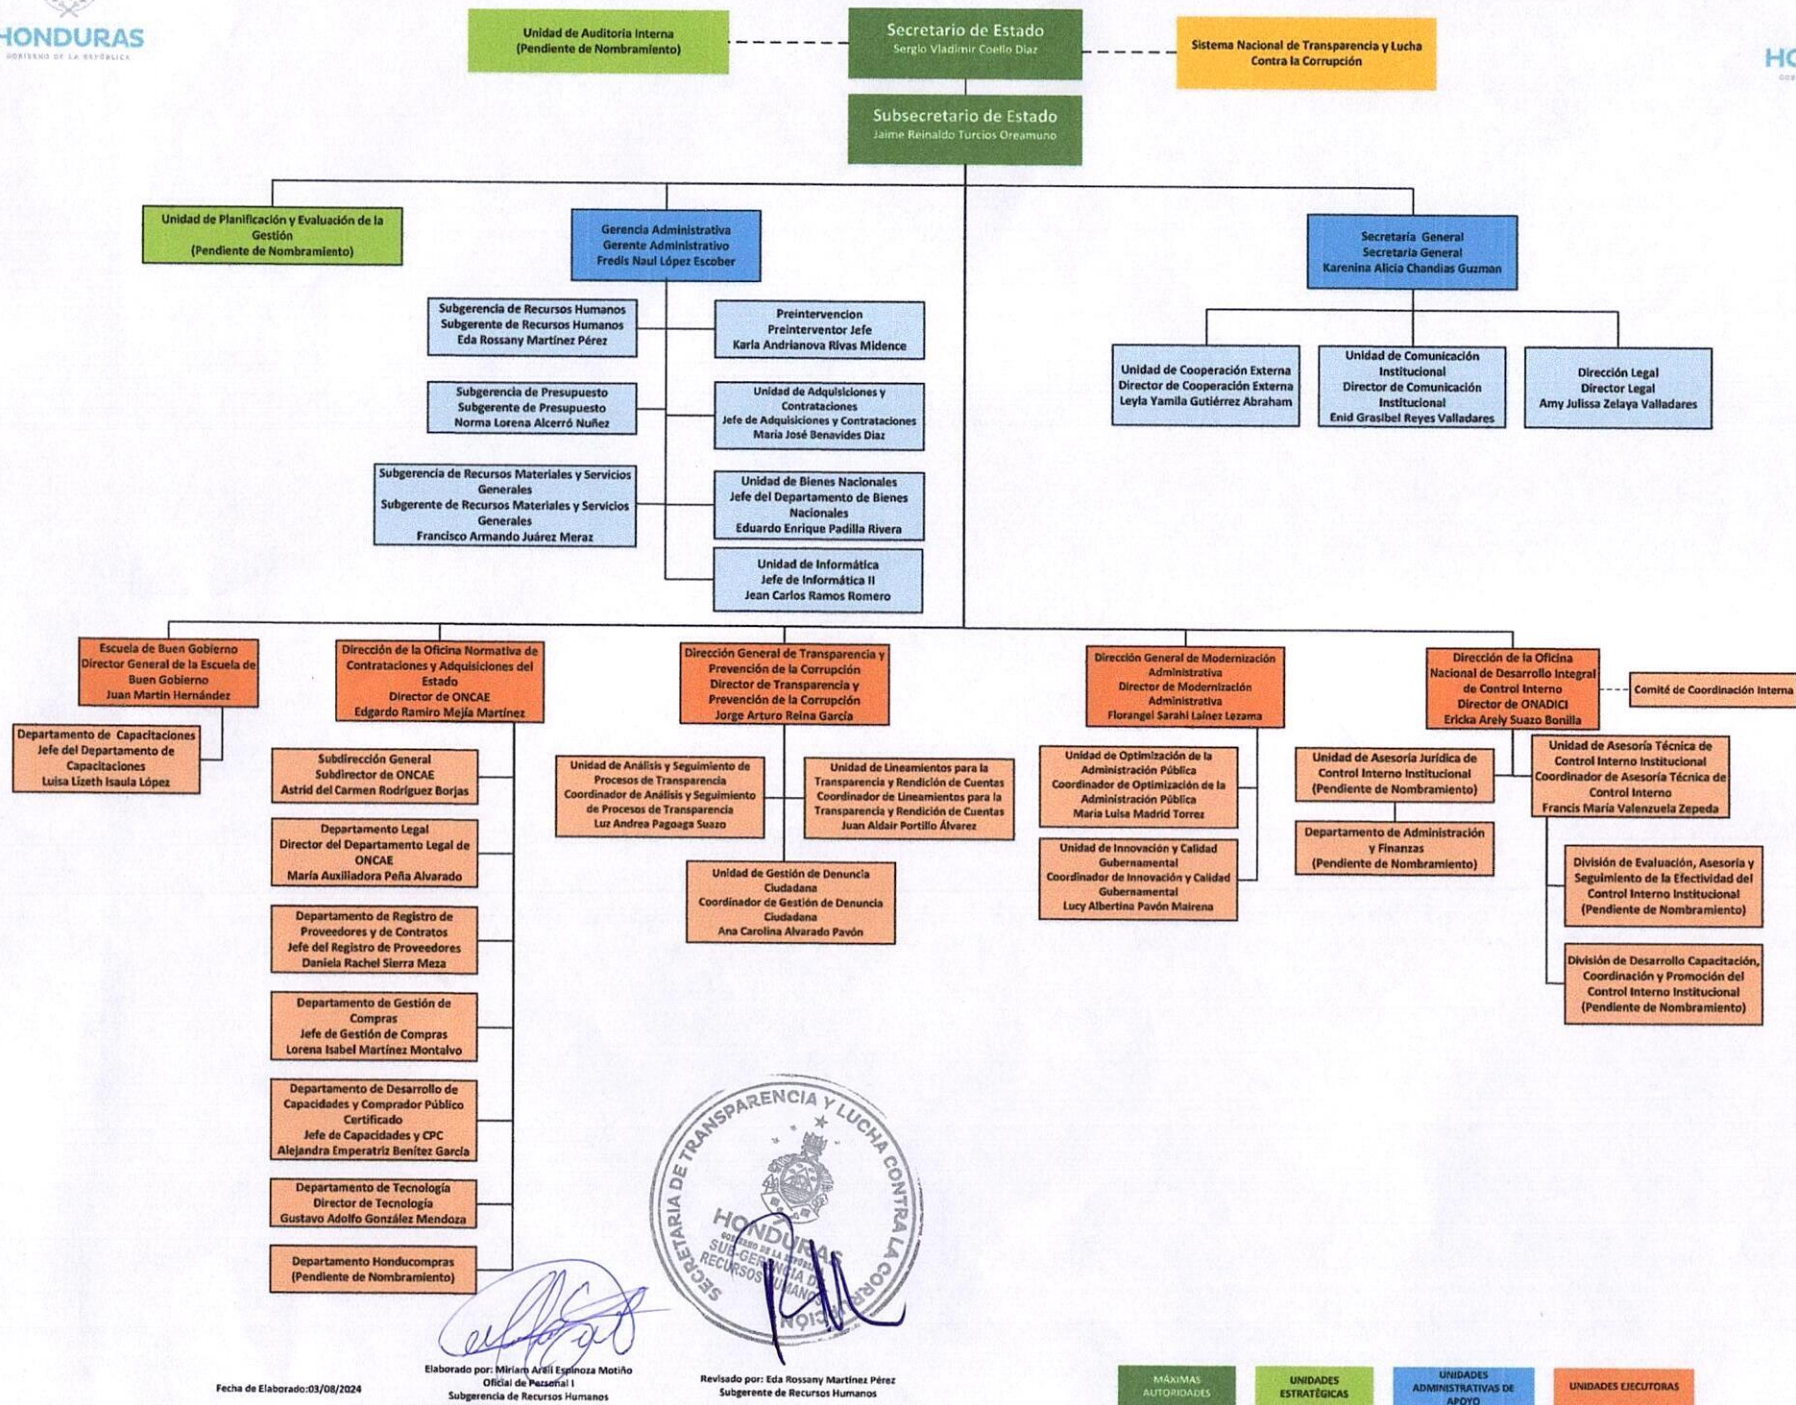 HONDURAS
GOBIERNO DE LA REPÚBLICA
Unidad de Auditoría Interna
(Pendiente de Nombramiento)
Secretario de Estado
Sergio Vladimir Coello Diaz
Sistema Nacional de Transparencia y Lucha
Contra la Corrupción
HO
Subsecretario de Estado
Jaime Reinaldo Turcios Oreamuno
Unidad de Planificación y Evaluación de la
Gestión
(Pendiente de Nombramiento)
Gerencia Administrativa
Gerente Administrativo
Fredis Naul López Escober
Secretaría General
Secretaria General
Karenina Alicia Chandias Guzman
Subgerencia de Recursos Humanos
Subgerente de Recursos Humanos
Eda Rossany Martínez Pérez
Preintervencion
Preinterventor Jefe
Karla Andrianova Rivas Midence
Subgerencia de Presupuesto
Subgerente de Presupuesto
Norma Lorena Alcerró Nuñez
Unidad de Adquisiciones y
Contrataciones
Jefe de Adquisiciones y Contrataciones
Maria José Benavides Diaz
Subgerencia de Recursos Materiales y Servicios
Generales
Subgerente de Recursos Materiales y Servicios
Generales
Francisco Armando Juárez Meraz
Unidad de Bienes Nacionales
Jefe del Departamento de Bienes
Nacionales
Eduardo Enrique Padilla Rivera
Unidad de Informática
Jefe de Informática II
Jean Carlos Ramos Romero
Unidad de Cooperación Externa
Director de Cooperación Externa
Leyla Yamila Gutiérrez Abraham
Unidad de Comunicación
Institucional
Director de Comunicación
Institucional
Enid Grasibel Reyes Valladares
Dirección Legal
Director Legal
Amy Julissa Zelaya Valladares
Escuela de Buen Gobierno
Director General de la Escuela de
Buen Gobierno
Juan Martin Hernández
Departamento de Capacitaciones
Jefe del Departamento de
Capacitaciones
Luisa Lizeth Isaula López
Dirección de la Oficina Normativa de
Contrataciones y Adquisiciones del
Estado
Director de ONCAE
Edgardo Ramiro Mejía Martínez
Subdirección General
Subdirector de ONCAE
Astrid del Carmen Rodríguez Borjas
Departamento Legal
Director del Departamento Legal de
ONCAE
María Auxiliadora Peña Alvarado
Departamento de Registro de
Proveedores y de Contratos
Jefe del Registro de Proveedores
Daniela Rachel Sierra Meza
Departamento de Gestión de
Compras
Jefe de Gestión de Compras
Lorena Isabel Martínez Montalvo
Departamento de Desarrollo de
Capacidades y Comprador Público
Certificado
Jefe de Capacidades y CPC
Alejandra Emperatriz Benítez García
Departamento de Tecnología
Director de Tecnología
Gustavo Adolfo González Mendoza
Departamento Honducompras
(Pendiente de Nombramiento)
Dirección General de Transparencia y
Prevención de la Corrupción
Director de Transparencia y
Prevención de la Corrupción
Jorge Arturo Reina García
Unidad de Análisis y Seguimiento de
Procesos de Transparencia
Coordinador de Análisis y Seguimiento
de Procesos de Transparencia
Luz Andrea Pagoaga Suazo
Unidad de Lineamientos para la
Transparencia y Rendición de Cuentas
Coordinador de Lineamientos para la
Transparencia y Rendición de Cuentas
Juan Aldair Portillo Álvarez
Unidad de Gestión de Denuncia
Ciudadana
Coordinador de Gestión de Denuncia
Ciudadana
Ana Carolina Alvarado Pavón
Dirección General de Modernización
Administrativa
Director de Modernización
Administrativa
Florangel Sarahi Laínez Lezama
Unidad de Optimización de la
Administración Pública
Coordinador de Optimización de la
Administración Pública
Maria Luisa Madrid Torrez
Unidad de Innovación y Calidad
Gubernamental
Coordinador de Innovación y Calidad
Gubernamental
Lucy Albertina Pavón Mairena
Dirección de la Oficina
Nacional de Desarrollo Integral
de Control Interno
Director de ONADICI
Ericka Arely Suazo Bonilla
Comité de Coordinación Interna
Unidad de Asesoría Jurídica de
Control Interno Institucional
(Pendiente de Nombramiento)
Departamento de Administración
y Finanzas
(Pendiente de Nombramiento)
Unidad de Asesoría Técnica de
Control Interno Institucional
Coordinador de Asesoría Técnica de
Control Interno
Francis María Valenzuela Zepeda
División de Evaluación, Asesoría y
Seguimiento de la Efectividad del
Control Interno Institucional
(Pendiente de Nombramiento)
División de Desarrollo Capacitación,
Coordinación y Promoción del
Control Interno Institucional
(Pendiente de Nombramiento)
SECRETARIA DE TRANSPARENCIA Y LUCHA CONTRA LA CORRUPCIÓN
HONDURAS
GOBIERNO DE LA REPÚBLICA
SUB-GERENCIA DE
RECURSOS HUMANOS
Fecha de Elaborado:03/08/2024
Elaborado por: Miriam Areli Espinoza Motiño
Oficial de Personal I
Subgerencia de Recursos Humanos
Revisado por: Eda Rossany Martínez Pérez
Subgerente de Recursos Humanos
MÁXIMAS
AUTORIDADES
UNIDADES
ESTRATÉGICAS
UNIDADES
ADMINISTRATIVAS DE
APOYO
UNIDADES EJECUTORAS